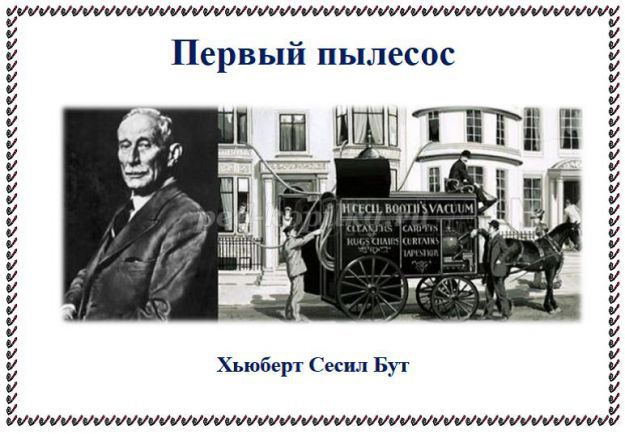 Первый пылесос
H CECIL BOOTH'S VACUUM
CLEANERS CARPETS
RUGS CHAIRS CURTAINS
TAPESTRY
Хьюберт Сесил Бут